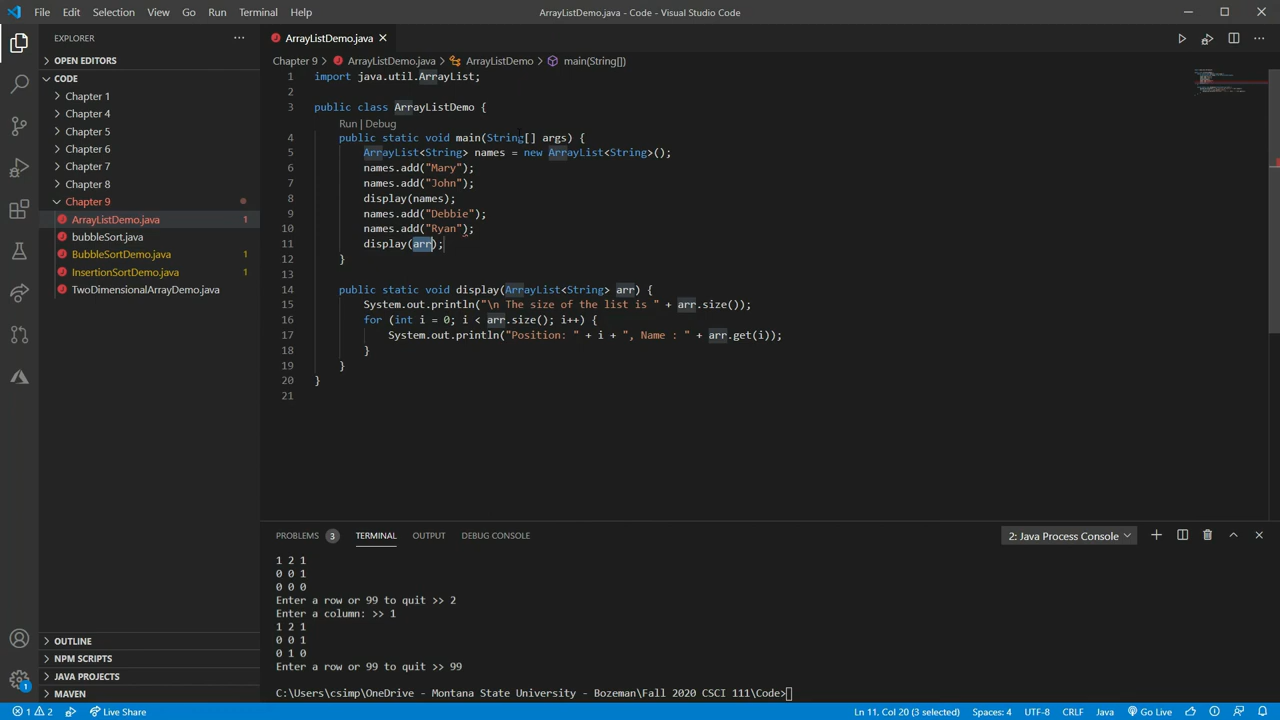 File Edit Selection View Go Run Terminal Help
ArrayListDemo.java - Code - Visual Studio Code
EXPLORER
OPEN EDITORS
CODE
Chapter 1
Chapter 4
Chapter 5
Chapter 6
Chapter 7
Chapter 8
Chapter 9
ArrayListDemo.java 1
bubbleSort.java
BubbleSortDemo.java 2
InsertionSortDemo.java 2
TwoDimensionalArrayDemo.java
OUTLINE
NPM SCRIPTS
JAVA PROJECTS
MAVEN
1
ArrayListDemo.java
Chapter 9 > ArrayListDemo.java > ArrayListDemo > main(String[])
1 import java.util.ArrayList;
2
3 public class ArrayListDemo {
Run | Debug
4 public static void main(String[] args) {
5 ArrayList<String> names = new ArrayList<String>();
6 names.add("Mary");
7 names.add("John");
8 display(names);
9 names.add("Debbie");
10 names.add("Ryan");
11 display(arr);
12 }
13
14 public static void display(ArrayList<String> arr) {
15 System.out.println("\n The size of the list is " + arr.size());
16 for (int i = 0; i < arr.size(); i++) {
17 System.out.println("Position: " + i + ", Name : " + arr.get(i));
18 }
19 }
20 }
21
PROBLEMS 3 TERMINAL OUTPUT DEBUG CONSOLE
2: Java Process Console
1 2 1
0 0 1
0 0 0
Enter a row or 99 to quit >> 2
Enter a column: >> 1
1 2 1
0 0 1
0 1 0
Enter a row or 99 to quit >> 99
C:\Users\csimp\OneDrive - Montana State University - Bozeman\Fall 2020 CSCI 111\Code>
1 2 Live Share
Ln 11, Col 20 (3 selected) Spaces: 4 UTF-8 CRLF Java Go Live